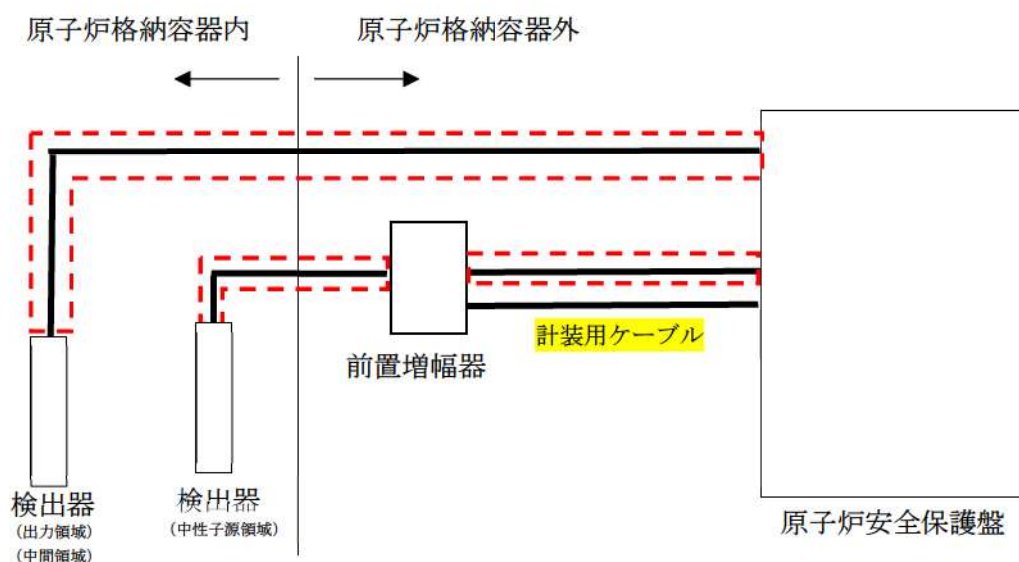 原子炉格納容器内
原子炉格納容器外
計装用ケーブル
前置増幅器
検出器
(出力領域)
(中間領域)
検出器
(中性子源領域)
原子炉安全保護盤